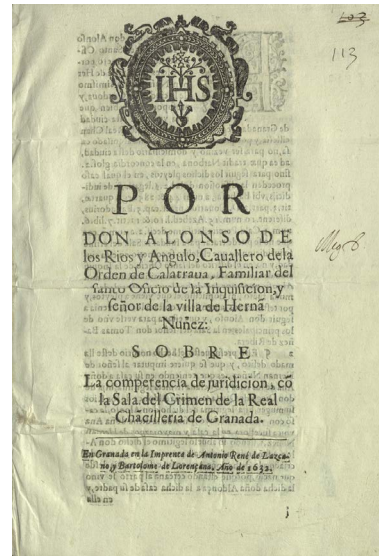 103
113
IHS
POR
DON ALONSO DE
los Rios y Angulo, Cauallero de la
Orden de Calatraua, Familiar del
santo Oficio de la Inquisicion, y
señor de la villa de Hernã
Nuñez:
SOBRE
La competencia de juridicion, cõ
la Sala del Crimen de la Real
Chacilleria de Granada.
En Granada en la Imprenta de Antonio René de Lazca-
no y Bartolome de Lorençana. Año de 1632.